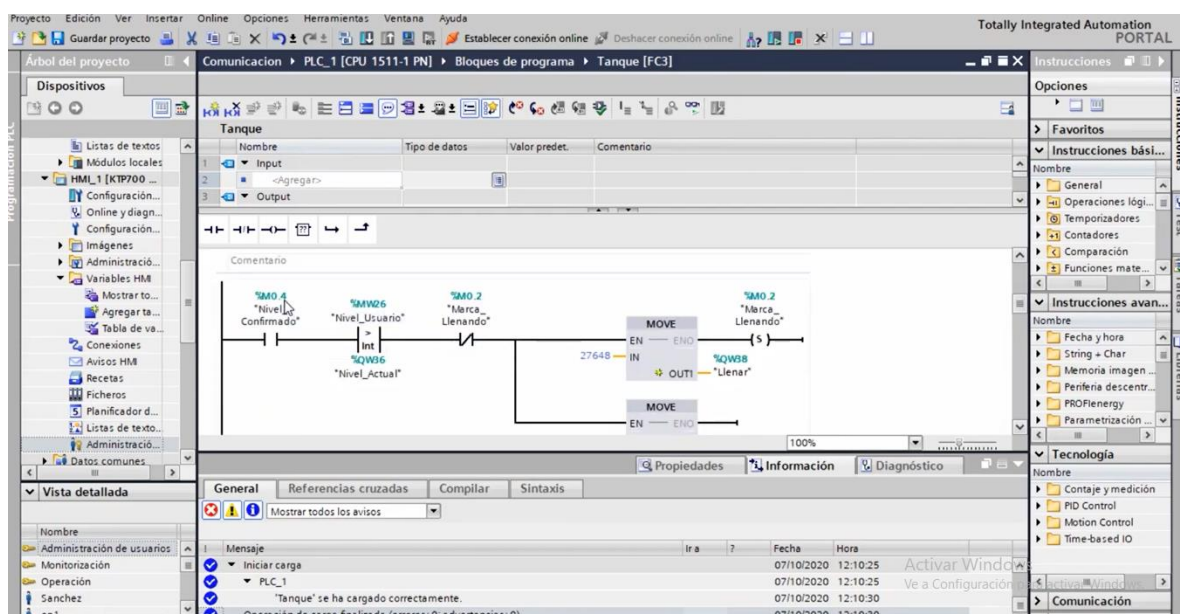 Proyecto Edición Ver Insertar Online Opciones Herramientas Ventana Ayuda
Totally Integrated Automation
PORTAL
Guardar proyecto Establecer conexión online Deshacer conexión online
Árbol del proyecto
Dispositivos
Listas de textos
Módulos locales
HMI_1 [KTP700 ...
Configuración...
Online y diagn...
Configuración...
Imágenes
Administració...
Variables HMI
Mostrar to...
Agregar ta...
Tabla de va...
Conexiones
Avisos HMI
Recetas
Ficheros
Planificador d...
Listas de texto...
Administració...
Datos comunes
Vista detallada
Nombre
Administración de usuarios
Monitorización
Operación
Sanchez
Comunicacion PLC_1 [CPU 1511-1 PN] Bloques de programa Tanque [FC3]
Tanque
Nombre Tipo de datos Valor predet. Comentario
1 Input
2 <Agregar>
3 Output
Comentario
%M0.4
"Nivel_
Confirmado"
%MW26
"Nivel_Usuario"
>
Int
%QW36
"Nivel_Actual"
%M0.2
"Marca_
Llenando"
MOVE
EN ENO
27648 IN
OUT1
%QW38
"Llenar"
%M0.2
"Marca_
Llenando"
S
MOVE
EN ENO
100%
Propiedades Información Diagnóstico
General Referencias cruzadas Compilar Sintaxis
Mostrar todos los avisos
! Mensaje Ir a ? Fecha Hora
Iniciar carga 07/10/2020 12:10:25
PLC_1 07/10/2020 12:10:25
'Tanque' se ha cargado correctamente. 07/10/2020 12:10:30
Activar Windows
Instrucciones
Opciones
Favoritos
Instrucciones bási...
Nombre
General
Operaciones lógi...
Temporizadores
Contadores
Comparación
Funciones mate...
Instrucciones avan...
Nombre
Fecha y hora
String + Char
Memoria imagen ...
Periferia descentr...
PROFIenergy
Parametrización ...
Tecnología
Nombre
Contaje y medición
PID Control
Motion Control
Time-based IO
Comunicación